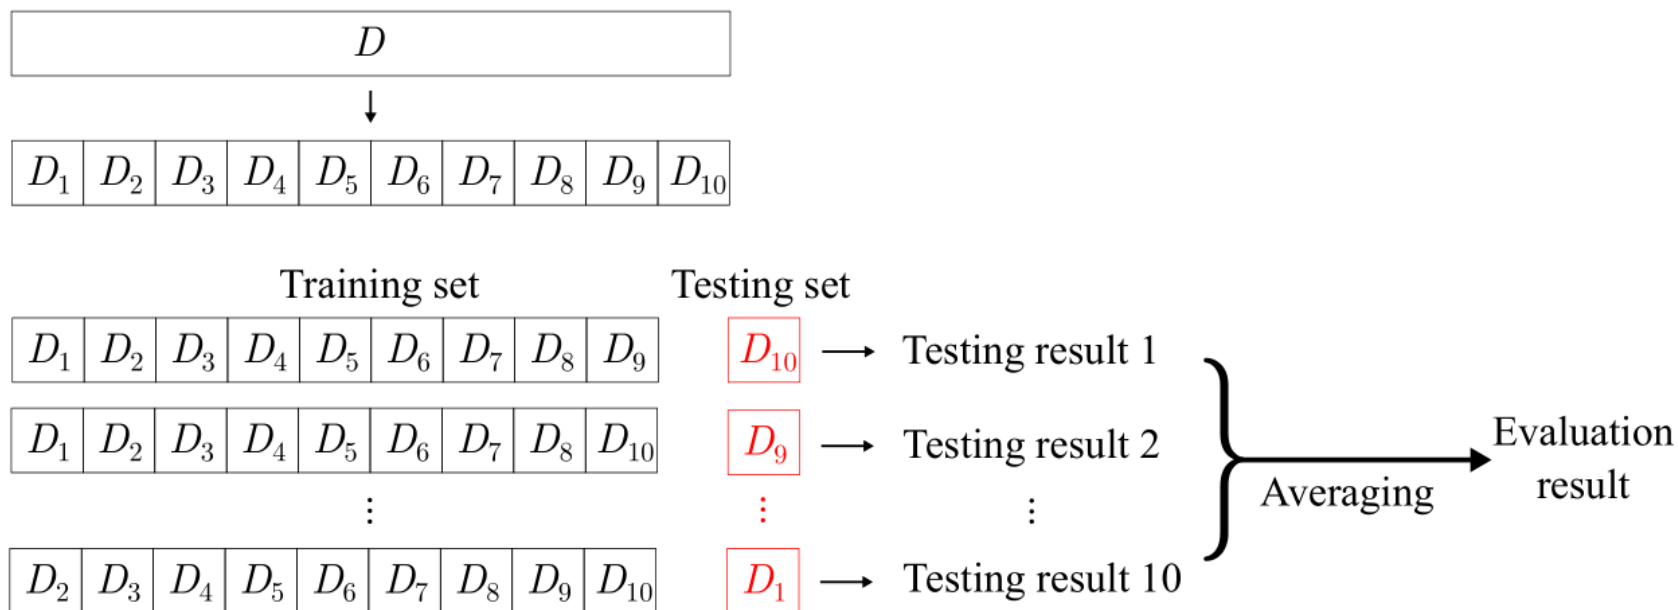 D
D₁ D₂ D₃ D₄ D₅ D₆ D₇ D₈ D₉ D₁₀
Training set Testing set
D₁ D₂ D₃ D₄ D₅ D₆ D₇ D₈ D₉ D₁₀ Testing result 1
D₁ D₂ D₃ D₄ D₅ D₆ D₇ D₈ D₁₀ D₉ Testing result 2
⋮ ⋮ ⋮
D₂ D₃ D₄ D₅ D₆ D₇ D₈ D₉ D₁₀ D₁ Testing result 10
Averaging
Evaluation
result